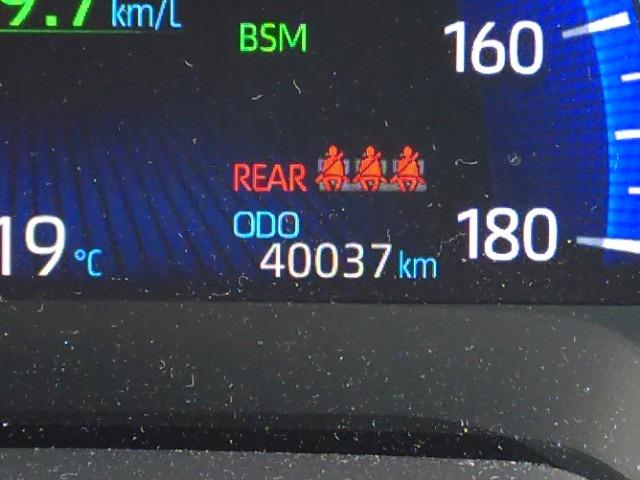 9.7 km/L
BSM
160
REAR
ODO
180
19 °C
40037 km